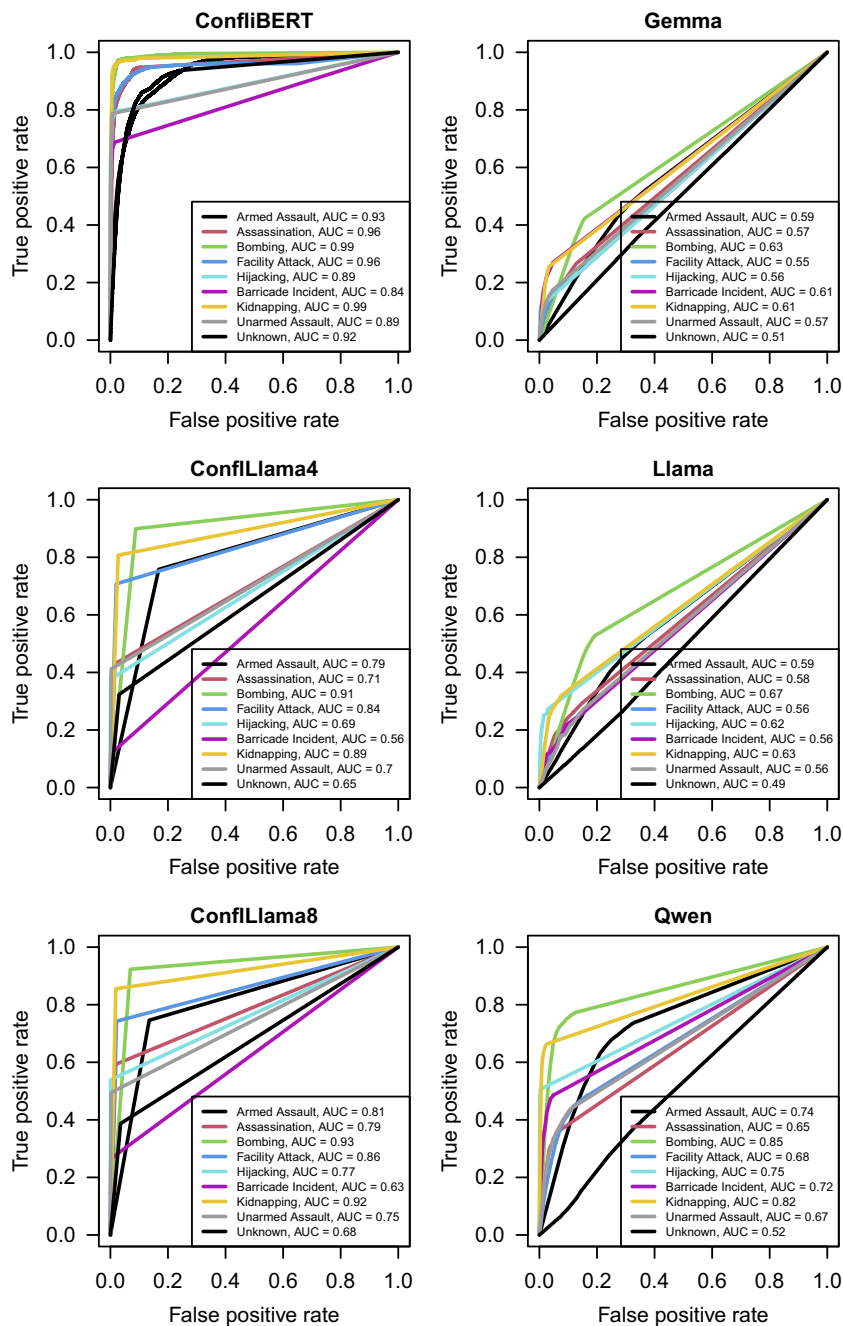 ConfliBERT
True positive rate
1.0
0.8
0.6
0.4
0.2
0.0
Armed Assault, AUC = 0.93
Assassination, AUC = 0.96
Bombing, AUC = 0.99
Facility Attack, AUC = 0.96
Hijacking, AUC = 0.89
Barricade Incident, AUC = 0.84
Kidnapping, AUC = 0.99
Unarmed Assault, AUC = 0.89
Unknown, AUC = 0.92
0.0 0.2 0.4 0.6 0.8 1.0
False positive rate
Gemma
True positive rate
1.0
0.8
0.6
0.4
0.2
0.0
Armed Assault, AUC = 0.59
Assassination, AUC = 0.57
Bombing, AUC = 0.63
Facility Attack, AUC = 0.55
Hijacking, AUC = 0.56
Barricade Incident, AUC = 0.61
Kidnapping, AUC = 0.61
Unarmed Assault, AUC = 0.57
Unknown, AUC = 0.51
0.0 0.2 0.4 0.6 0.8 1.0
False positive rate
ConflLlama4
True positive rate
1.0
0.8
0.6
0.4
0.2
0.0
Armed Assault, AUC = 0.79
Assassination, AUC = 0.71
Bombing, AUC = 0.91
Facility Attack, AUC = 0.84
Hijacking, AUC = 0.69
Barricade Incident, AUC = 0.56
Kidnapping, AUC = 0.89
Unarmed Assault, AUC = 0.7
Unknown, AUC = 0.65
0.0 0.2 0.4 0.6 0.8 1.0
False positive rate
Llama
True positive rate
1.0
0.8
0.6
0.4
0.2
0.0
Armed Assault, AUC = 0.59
Assassination, AUC = 0.58
Bombing, AUC = 0.67
Facility Attack, AUC = 0.56
Hijacking, AUC = 0.62
Barricade Incident, AUC = 0.56
Kidnapping, AUC = 0.63
Unarmed Assault, AUC = 0.56
Unknown, AUC = 0.49
0.0 0.2 0.4 0.6 0.8 1.0
False positive rate
ConflLlama8
True positive rate
1.0
0.8
0.6
0.4
0.2
0.0
Armed Assault, AUC = 0.81
Assassination, AUC = 0.79
Bombing, AUC = 0.93
Facility Attack, AUC = 0.86
Hijacking, AUC = 0.77
Barricade Incident, AUC = 0.63
Kidnapping, AUC = 0.92
Unarmed Assault, AUC = 0.75
Unknown, AUC = 0.68
0.0 0.2 0.4 0.6 0.8 1.0
False positive rate
Qwen
True positive rate
1.0
0.8
0.6
0.4
0.2
0.0
Armed Assault, AUC = 0.74
Assassination, AUC = 0.65
Bombing, AUC = 0.85
Facility Attack, AUC = 0.68
Hijacking, AUC = 0.75
Barricade Incident, AUC = 0.72
Kidnapping, AUC = 0.82
Unarmed Assault, AUC = 0.67
Unknown, AUC = 0.52
0.0 0.2 0.4 0.6 0.8 1.0
False positive rate